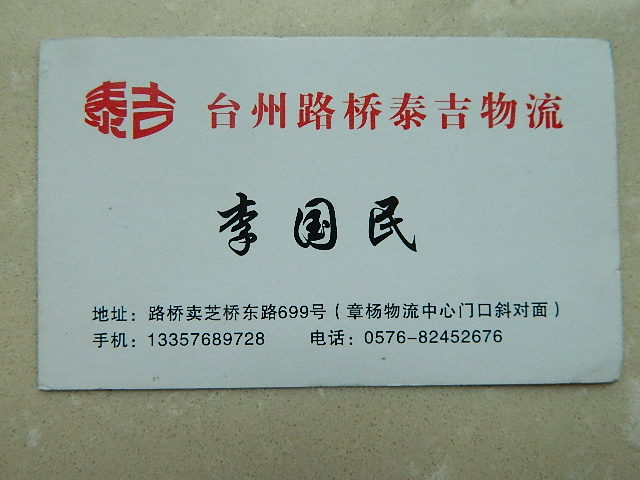 泰吉 台州路桥泰吉物流
李国民
地址：路桥卖芝桥东路699号（章杨物流中心门口斜对面）
手机：13357689728 电话：0576-82452676